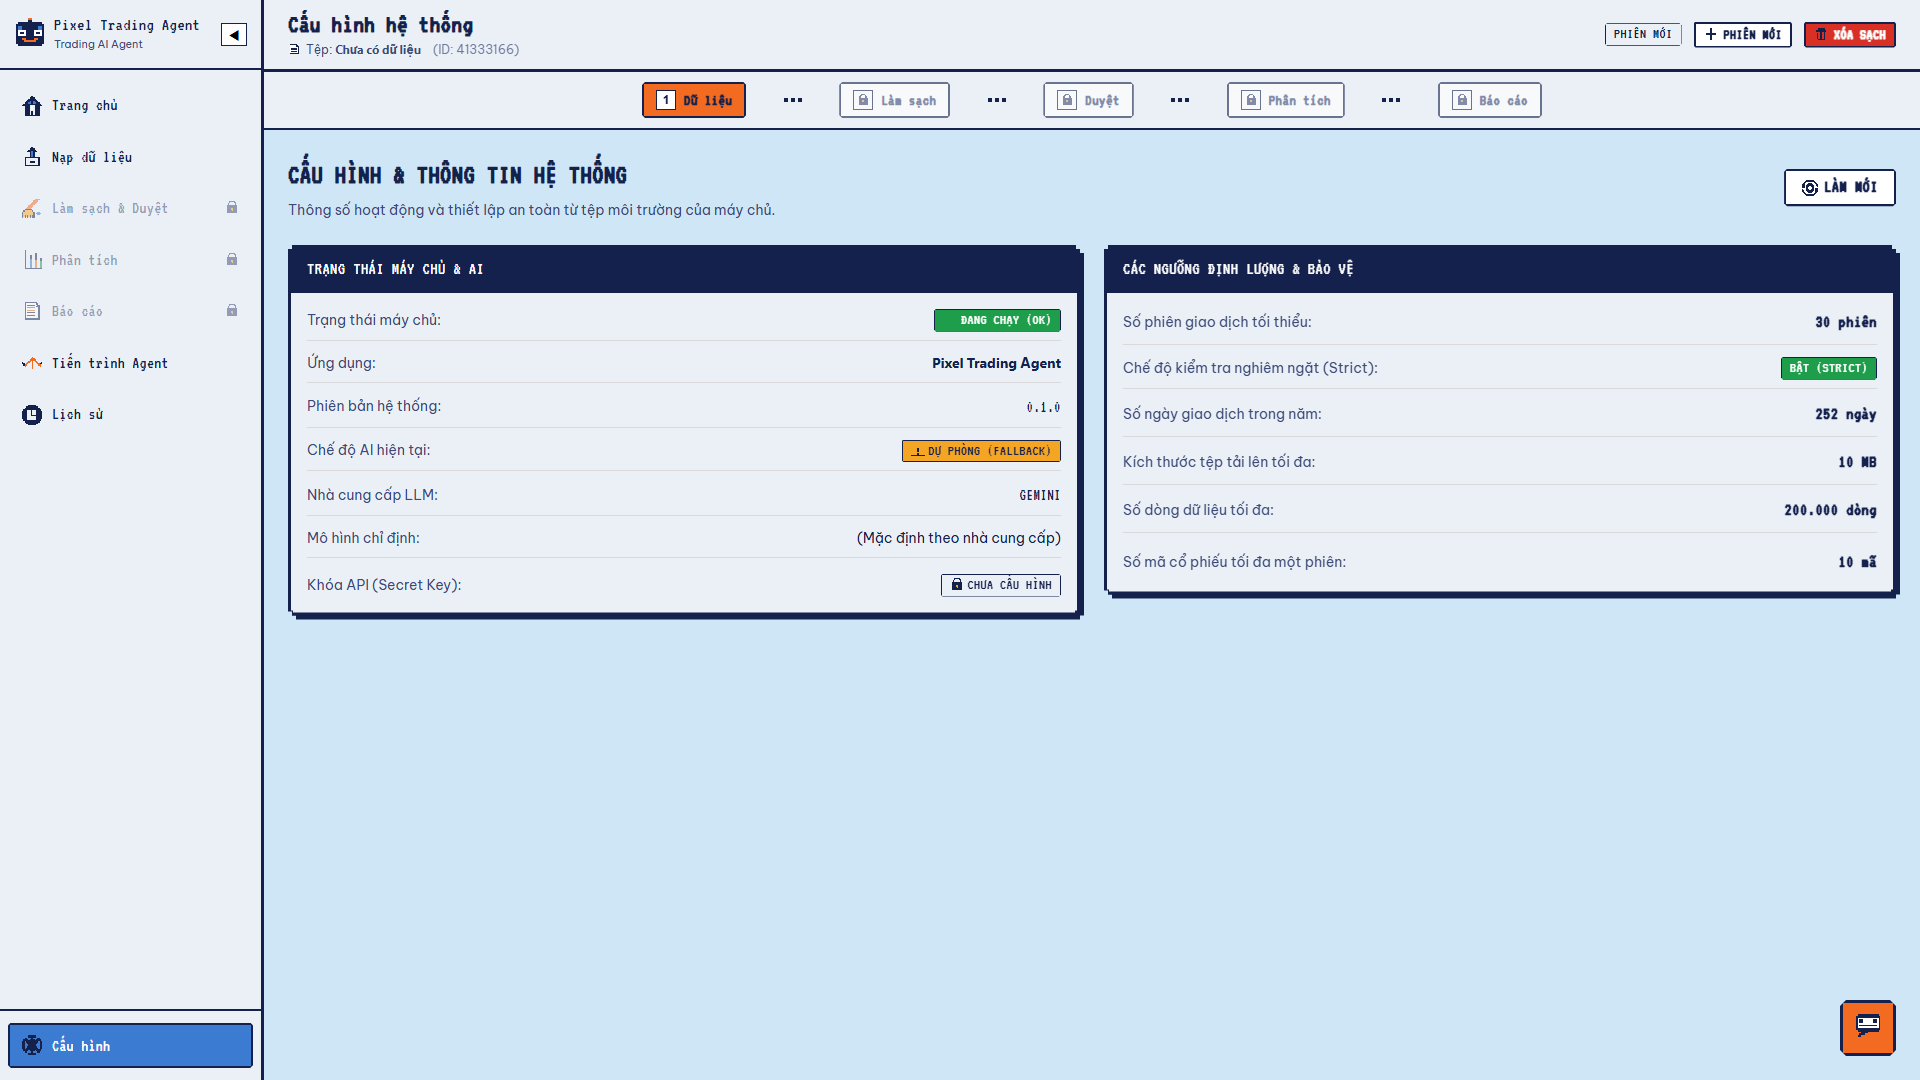 Pixel Trading Agent
Trading AI Agent
Trang chủ
Nạp dữ liệu
Làm sạch & Duyệt
Phân tích
Báo cáo
Tiến trình Agent
Lịch sử
Cấu hình
Cấu hình hệ thống
Tệp: Chưa có dữ liệu (ID: 41333166)
PHIÊN MỚI
PHIÊN MỚI
XÓA SẠCH
1 Dữ liệu
Làm sạch
Duyệt
Phân tích
Báo cáo
CẤU HÌNH & THÔNG TIN HỆ THỐNG
Thông số hoạt động và thiết lập an toàn từ tệp môi trường của máy chủ.
LÀM MỚI
TRẠNG THÁI MÁY CHỦ & AI
Trạng thái máy chủ: ĐANG CHẠY (OK)
Ứng dụng: Pixel Trading Agent
Phiên bản hệ thống: 0.1.0
Chế độ AI hiện tại: DỰ PHÒNG (FALLBACK)
Nhà cung cấp LLM: GEMINI
Mô hình chỉ định: (Mặc định theo nhà cung cấp)
Khóa API (Secret Key): CHƯA CẤU HÌNH
CÁC NGƯỠNG ĐỊNH LƯỢNG & BẢO VỆ
Số phiên giao dịch tối thiểu: 30 phiên
Chế độ kiểm tra nghiêm ngặt (Strict): BẬT (STRICT)
Số ngày giao dịch trong năm: 252 ngày
Kích thước tệp tải lên tối đa: 10 MB
Số dòng dữ liệu tối đa: 200.000 dòng
Số mã cổ phiếu tối đa một phiên: 10 mã